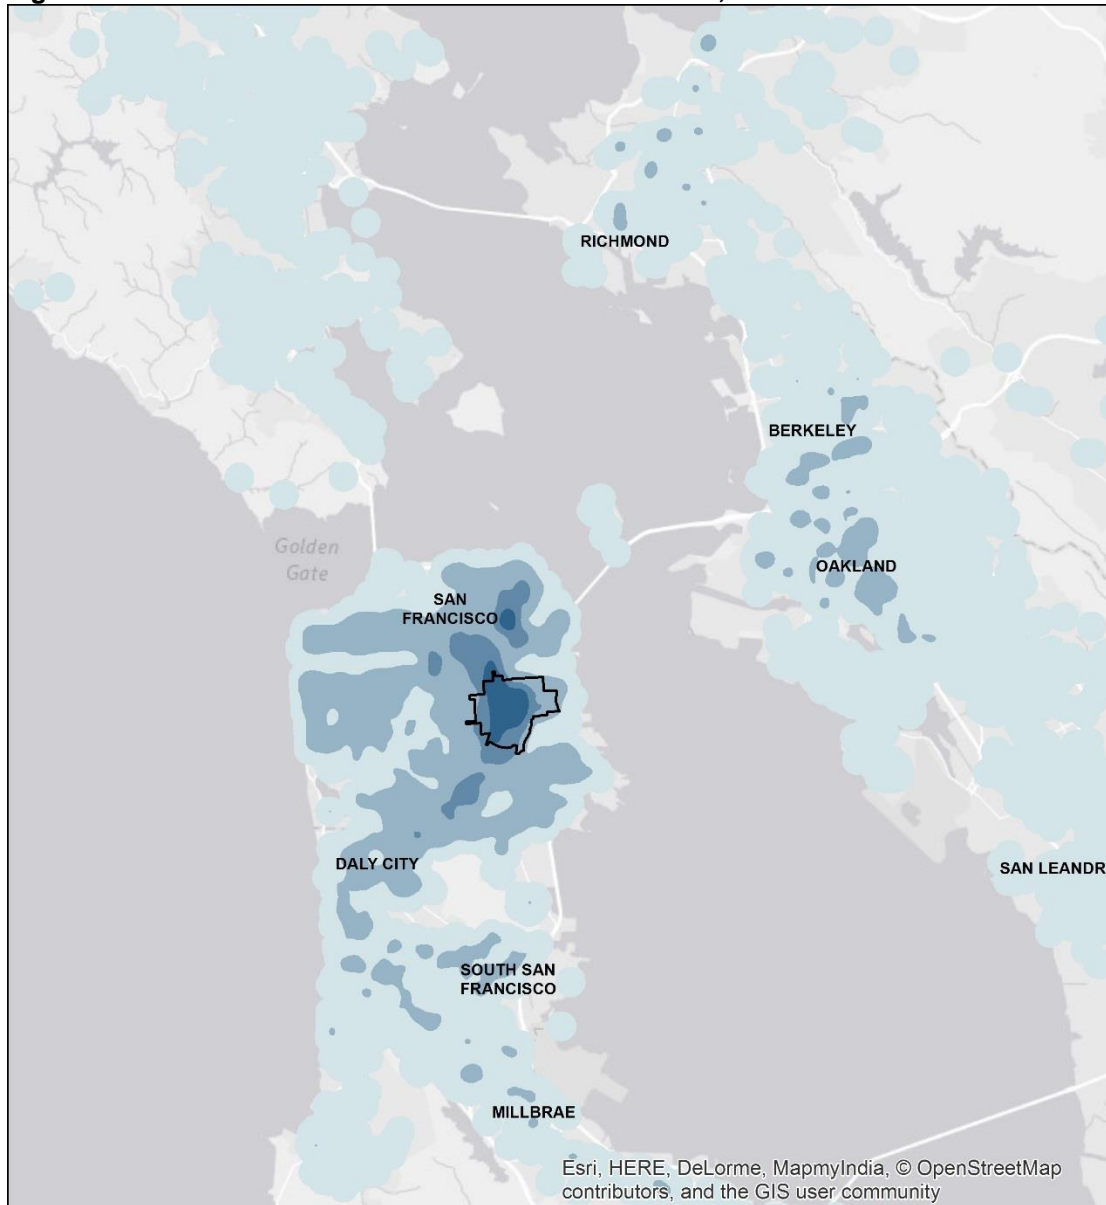 RICHMOND
BERKELEY
Golden
Gate
OAKLAND
SAN
FRANCISCO
DALY CITY
SAN LEANDR
SOUTH SAN
FRANCISCO
MILLBRAE
Esri, HERE, DeLorme, MapmyIndia, © OpenStreetMap
contributors, and the GIS user community